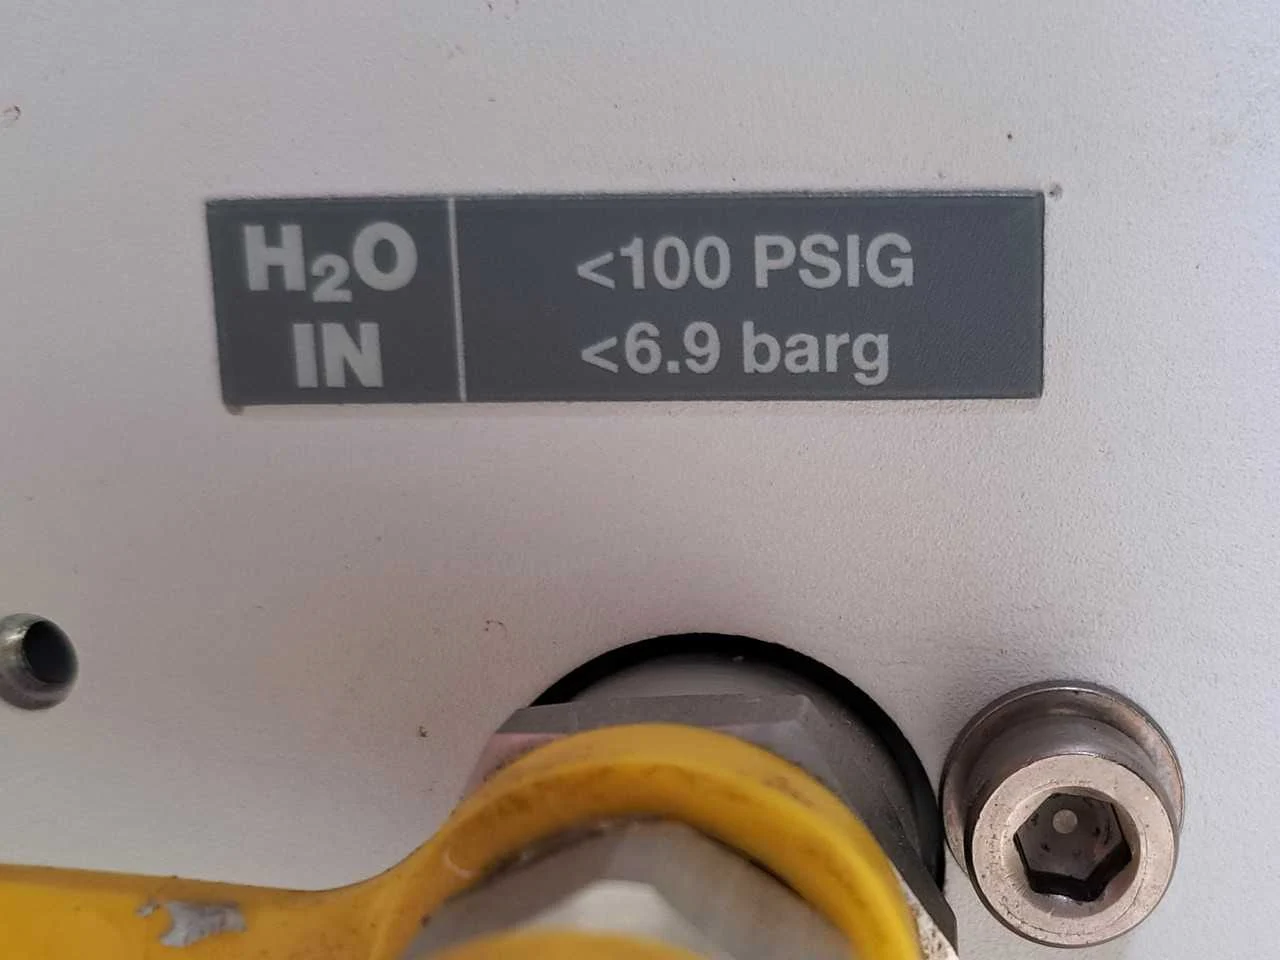 H₂O
IN
<100 PSIG
<6.9 barg